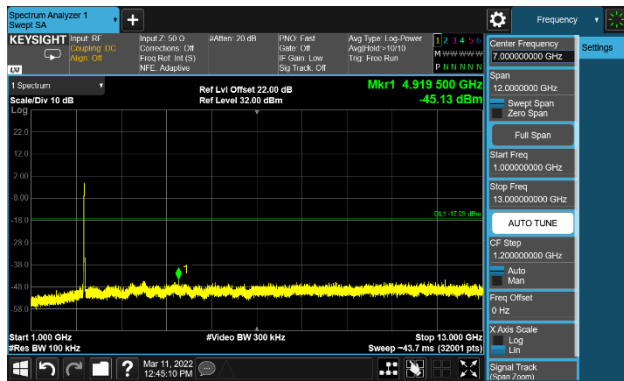 Spectrum Analyzer 1
Swept SA
Frequency
KEYSIGHT
Input: RF
Coupling: DC
Align: Off
Input Z: 50 Ω
Corrections: Off
Freq Ref: Int (S)
NFE: Adaptive
#Atten: 20 dB
PNO: Fast
Gate: Off
IF Gain: Low
Sig Track: Off
Avg Type: Log-Power
Avg|Hold:>10/10
Trig: Free Run
1 2 3 4 5 6
M W W W W W
P N N N N N
LXI
1 Spectrum
Scale/Div 10 dB
Log
Ref Lvl Offset 22.00 dB
Ref Level 32.00 dBm
Mkr1 4.919 500 GHz
-45.13 dBm
22.0
12.0
2.00
-8.00
-18.0
-28.0
-38.0
-48.0
-58.0
DL1 -17.09 dBm
1
Start 1.000 GHz
#Res BW 100 kHz
#Video BW 300 kHz
Stop 13.000 GHz
Sweep ~43.7 ms (32001 pts)
?
Mar 11, 2022
12:45:10 PM
Center Frequency
7.000000000 GHz
Settings
Span
12.0000000 GHz
Swept Span
Zero Span
Full Span
Start Freq
1.000000000 GHz
Stop Freq
13.000000000 GHz
AUTO TUNE
CF Step
1.200000000 GHz
Auto
Man
Freq Offset
0 Hz
X Axis Scale
Log
Lin
Signal Track
(Span Zoom)